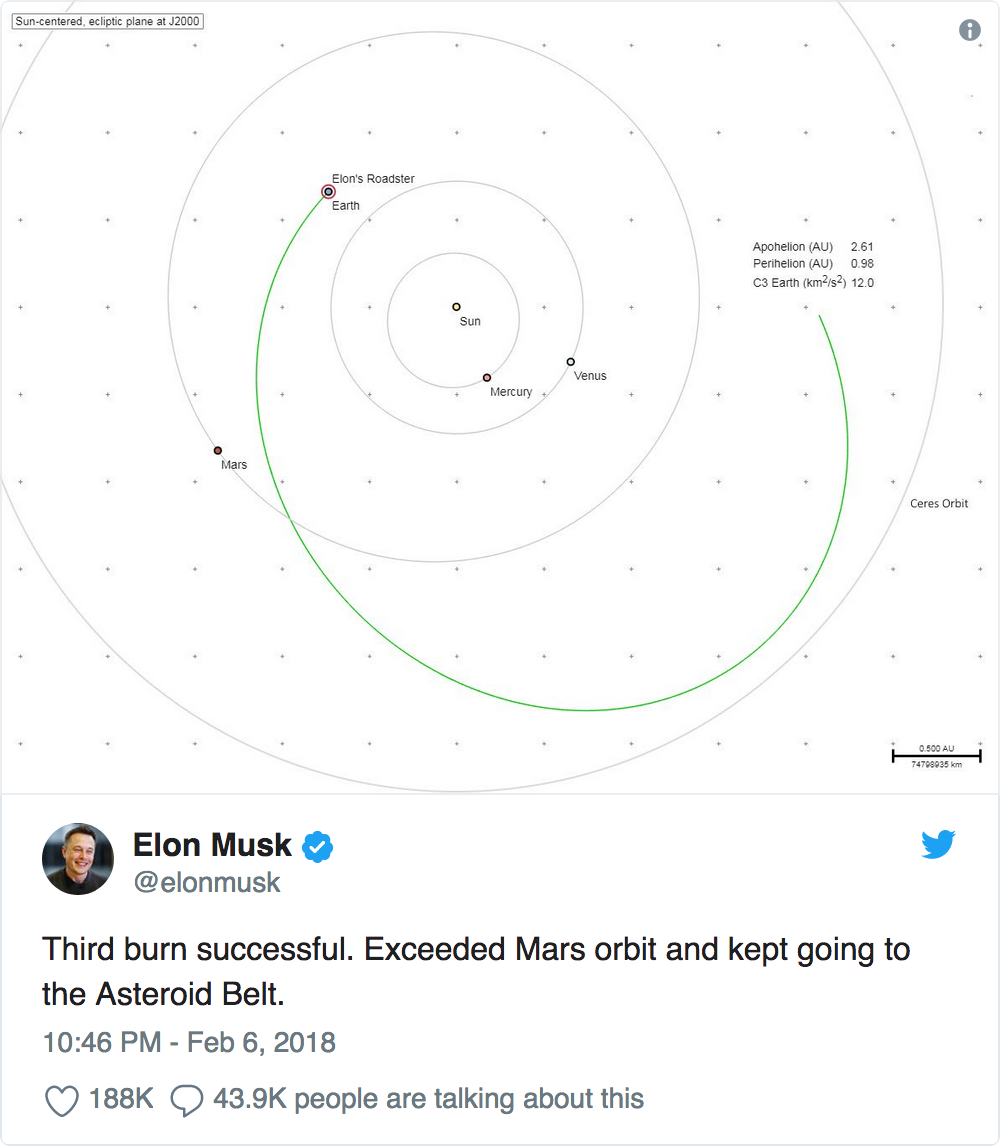 Sun-centered, ecliptic plane at J2000
Elon's Roadster
Earth
Apohelion (AU) 2.61
Perihelion (AU) 0.98
C3 Earth (km²/s²) 12.0
Sun
Venus
Mercury
Mars
Ceres Orbit
0.500 AU
74798935 km
Elon Musk
@elonmusk
Third burn successful. Exceeded Mars orbit and kept going to
the Asteroid Belt.
10:46 PM - Feb 6, 2018
188K 43.9K people are talking about this